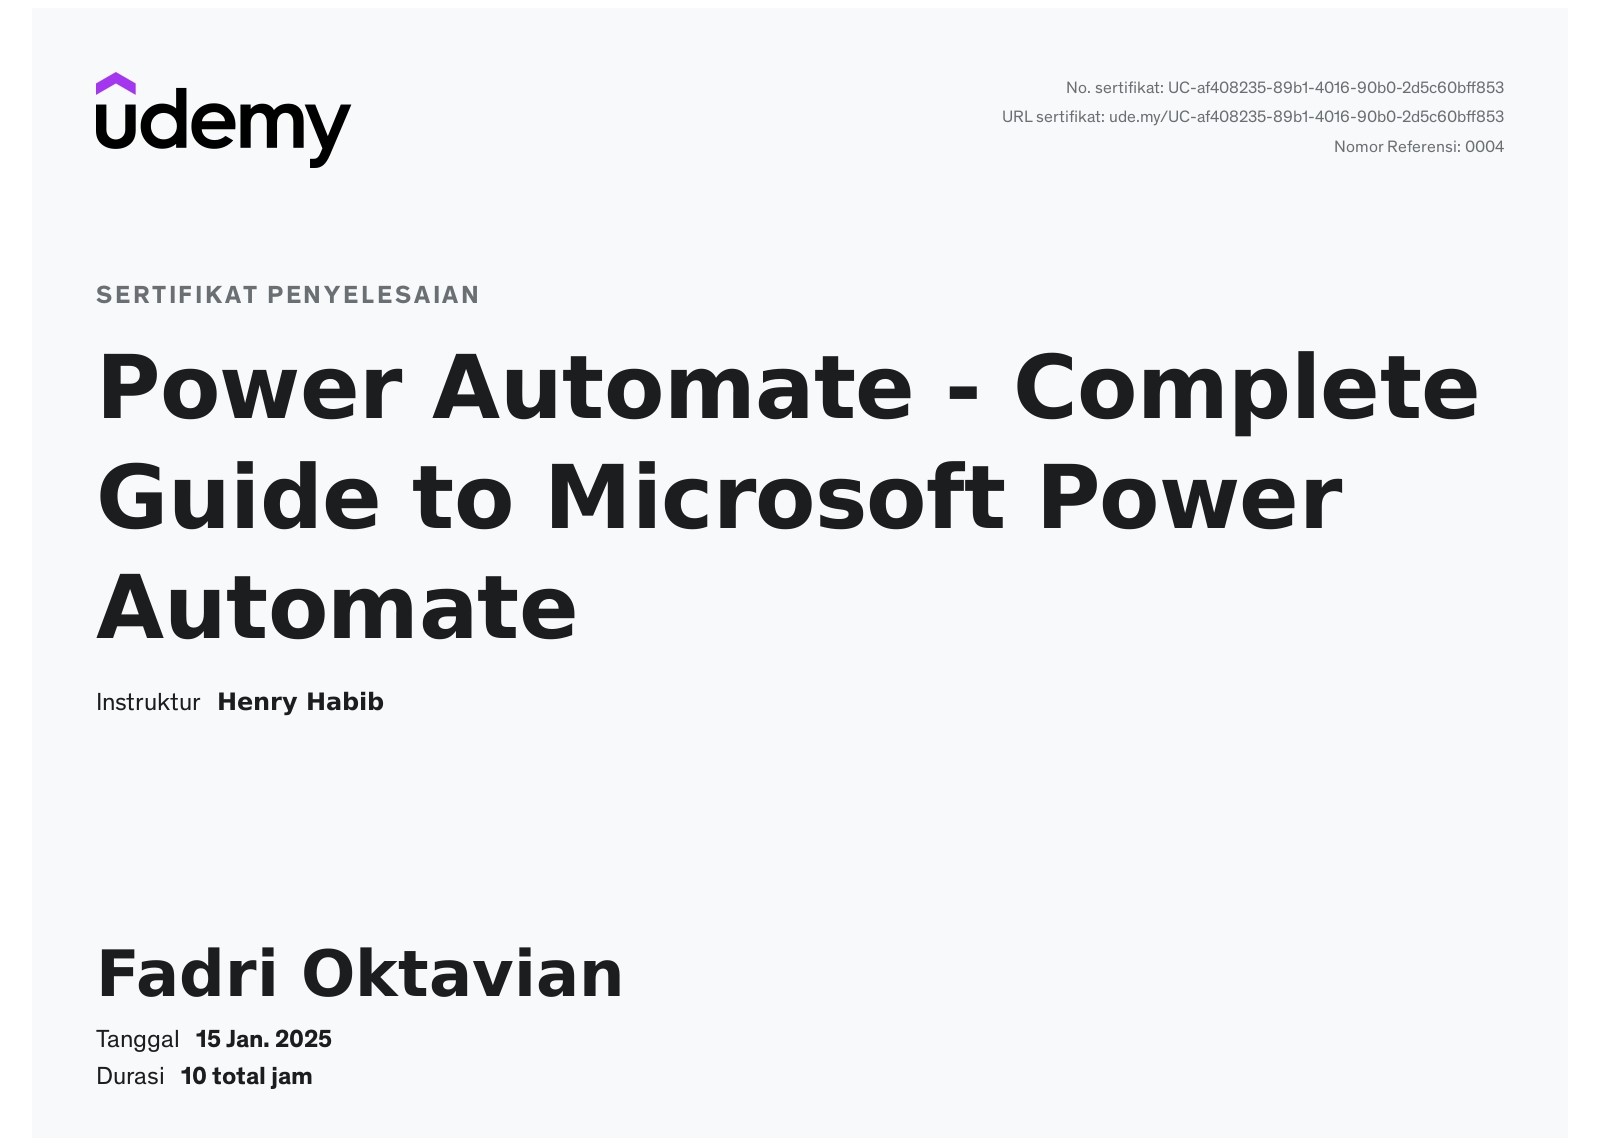 udemy
No. sertifikat: UC-af408235-89b1-4016-90b0-2d5c60bff853
URL sertifikat: ude.my/UC-af408235-89b1-4016-90b0-2d5c60bff853
Nomor Referensi: 0004
SERTIFIKAT PENYELESAIAN
Power Automate - Complete
Guide to Microsoft Power
Automate
Instruktur Henry Habib
Fadri Oktavian
Tanggal 15 Jan. 2025
Durasi 10 total jam